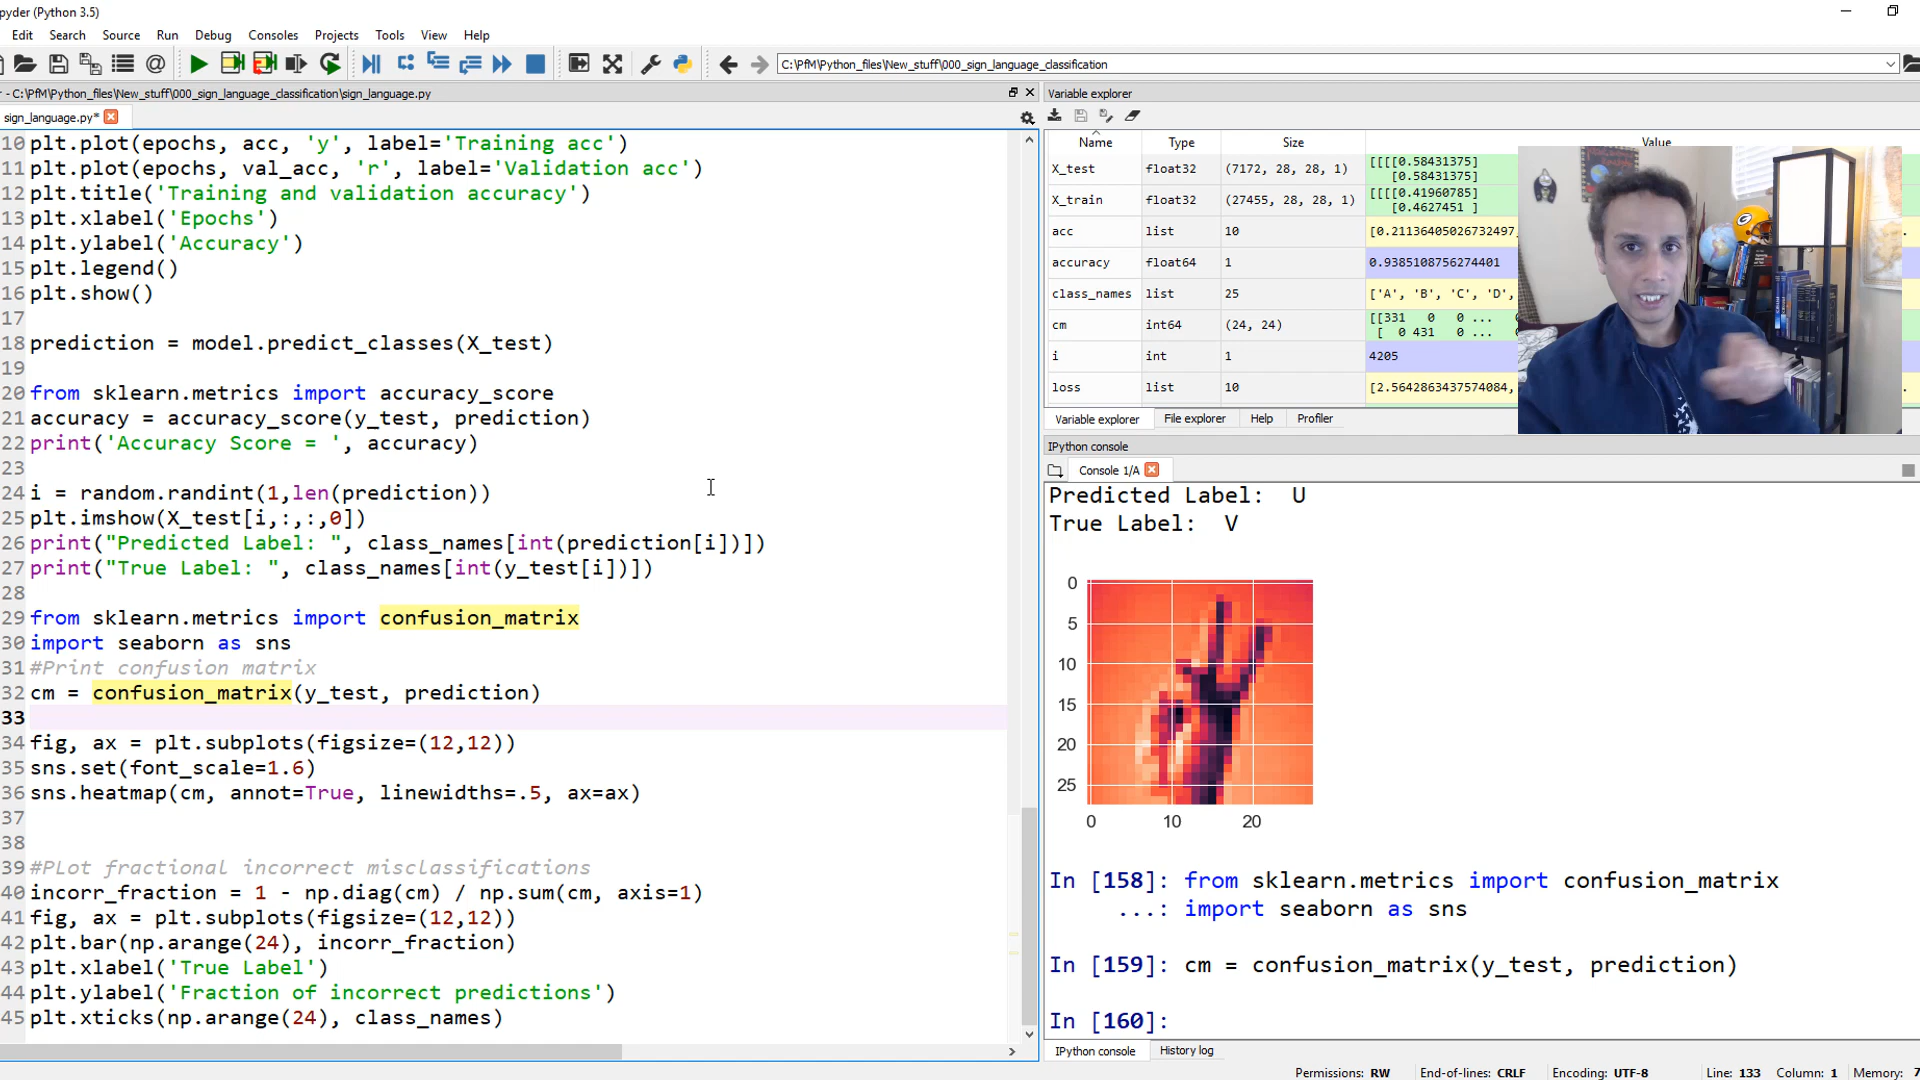 pyder (Python 3.5)
Edit Search Source Run Debug Consoles Projects Tools View Help
C:\PfM\Python_files\New_stuff\000_sign_language_classification
- C:\PfM\Python_files\New_stuff\000_sign_language_classification\sign_language.py
sign_language.py*
10 plt.plot(epochs, acc, 'y', label='Training acc')
11 plt.plot(epochs, val_acc, 'r', label='Validation acc')
12 plt.title('Training and validation accuracy')
13 plt.xlabel('Epochs')
14 plt.ylabel('Accuracy')
15 plt.legend()
16 plt.show()
17
18 prediction = model.predict_classes(X_test)
19
20 from sklearn.metrics import accuracy_score
21 accuracy = accuracy_score(y_test, prediction)
22 print('Accuracy Score = ', accuracy)
23
24 i = random.randint(1,len(prediction))
25 plt.imshow(X_test[i,:,:,0])
26 print("Predicted Label: ", class_names[int(prediction[i])])
27 print("True Label: ", class_names[int(y_test[i])])
28
29 from sklearn.metrics import confusion_matrix
30 import seaborn as sns
31 #Print confusion matrix
32 cm = confusion_matrix(y_test, prediction)
33
34 fig, ax = plt.subplots(figsize=(12,12))
35 sns.set(font_scale=1.6)
36 sns.heatmap(cm, annot=True, linewidths=.5, ax=ax)
37
38
39 #PLot fractional incorrect misclassifications
40 incorr_fraction = 1 - np.diag(cm) / np.sum(cm, axis=1)
41 fig, ax = plt.subplots(figsize=(12,12))
42 plt.bar(np.arange(24), incorr_fraction)
43 plt.xlabel('True Label')
44 plt.ylabel('Fraction of incorrect predictions')
45 plt.xticks(np.arange(24), class_names)
Variable explorer
Name Type Size Value
X_test float32 (7172, 28, 28, 1) [[[[0.58431375]
[0.58431375]
X_train float32 (27455, 28, 28, 1) [[[[0.41960785]
[0.4627451 ]
acc list 10 [0.21136405026732497,
accuracy float64 1 0.9385108756274401
class_names list 25 ['A', 'B', 'C', 'D',
cm int64 (24, 24) [[331 0 0 ...
[ 0 431 0 ...
i int 1 4205
loss list 10 [2.5642863437574084,
Variable explorer File explorer Help Profiler
IPython console
Console 1/A
Predicted Label: U
True Label: V
0
5
10
15
20
25
0 10 20
In [158]: from sklearn.metrics import confusion_matrix
...: import seaborn as sns
In [159]: cm = confusion_matrix(y_test, prediction)
In [160]:
IPython console History log
Permissions: RW End-of-lines: CRLF Encoding: UTF-8 Line: 133 Column: 1 Memory: 7